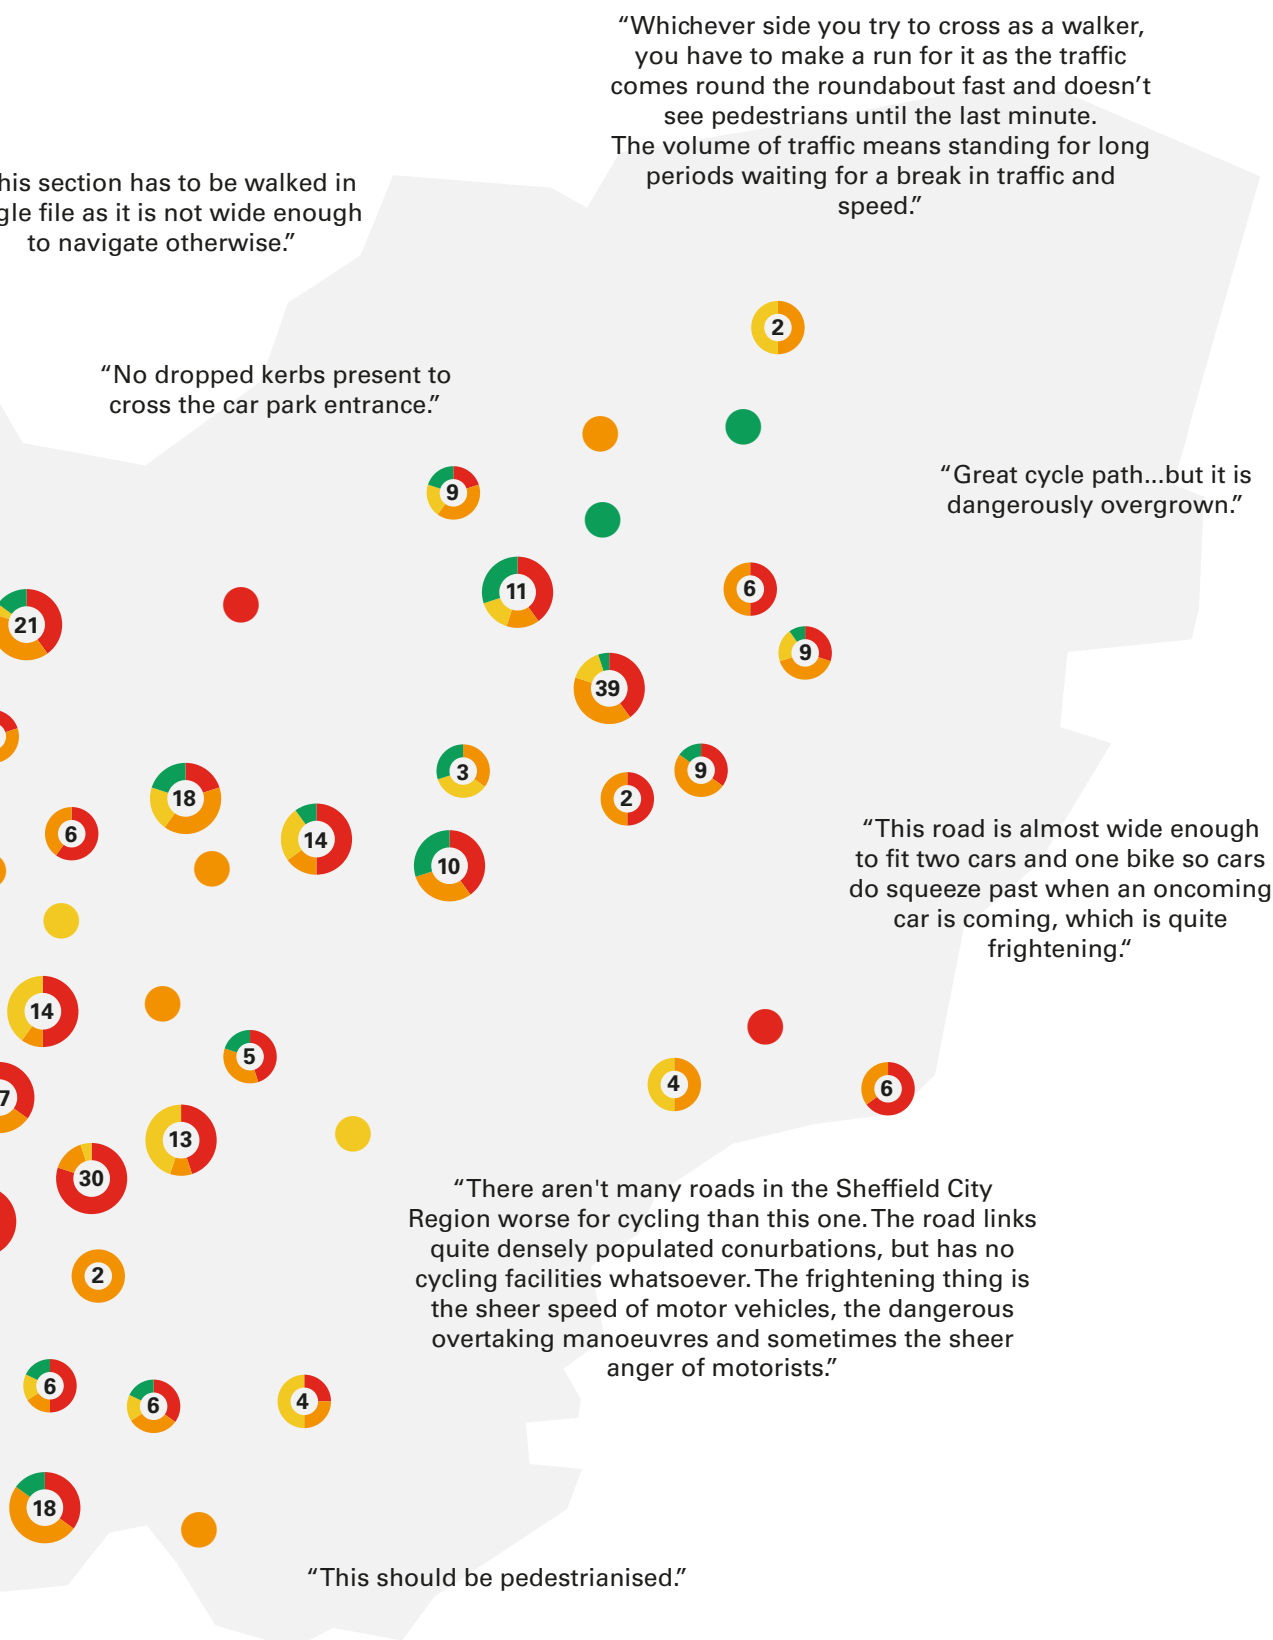 “Whichever side you try to cross as a walker,
you have to make a run for it as the traffic
comes round the roundabout fast and doesn’t
see pedestrians until the last minute.
The volume of traffic means standing for long
periods waiting for a break in traffic and
speed.”
his section has to be walked in
gle file as it is not wide enough
to navigate otherwise.”
2
“No dropped kerbs present to
cross the car park entrance.”
“Great cycle path...but it is
dangerously overgrown.”
9
11
6
21
9
39
3
9
18
2
6
14
“This road is almost wide enough
to fit two cars and one bike so cars
do squeeze past when an oncoming
car is coming, which is quite
frightening.“
10
14
5
4
6
7
13
30
“There aren't many roads in the Sheffield City
Region worse for cycling than this one. The road links
quite densely populated conurbations, but has no
cycling facilities whatsoever. The frightening thing is
the sheer speed of motor vehicles, the dangerous
overtaking manoeuvres and sometimes the sheer
anger of motorists.”
2
6
6
4
18
“This should be pedestrianised.”